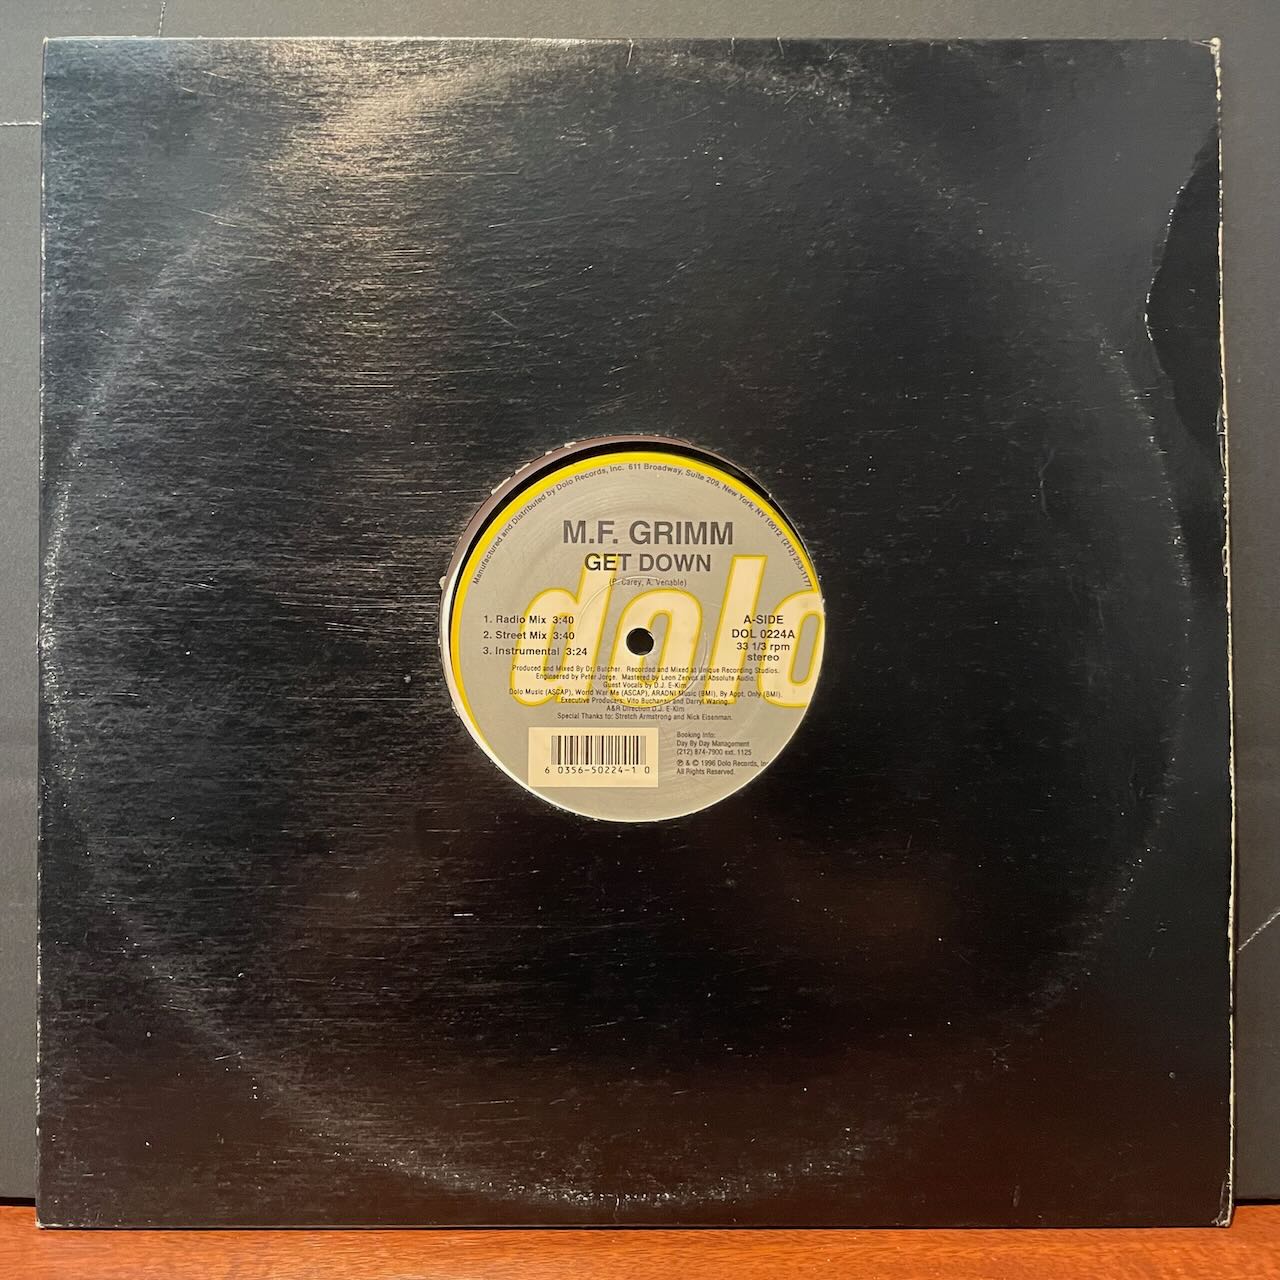 Manufactured and Distributed by Dolo Records, Inc. 611 Broadway, Suite 209, New York, NY 10012 (212) 253-1177
M.F. GRIMM
GET DOWN
(P. Carey, A. Venable)
dolo
1. Radio Mix 3:40
2. Street Mix 3:40
3. Instrumental 3:24
A-SIDE
DOL 0224A
33 1/3 rpm
stereo
Produced and Mixed By Dr. Butcher. Recorded and Mixed at Unique Recording Studios.
Engineered by Peter Jorge. Mastered by Leon Zervos at Absolute Audio.
Guest Vocals by D.J. E-Kim
Dolo Music (ASCAP), World War Me (ASCAP), ARADNI Music (BMI), By Appt. Only (BMI).
Executive Producers: Vito Buchanan and Darryl Waring.
A&R Direction D.J. E-Kim
Special Thanks to: Stretch Armstrong and Nick Eisenman.
6 0356-50224-1 0
Booking Info:
Day By Day Management
(212) 874-7900 ext. 1125
℗ & © 1996 Dolo Records, Inc
All Rights Reserved.